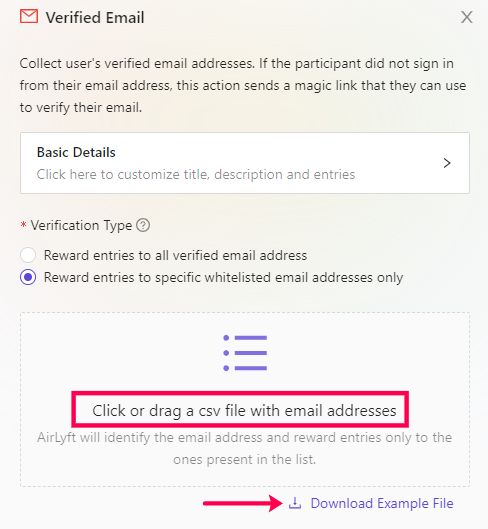 Verified Email
Collect user's verified email addresses. If the participant did not sign in
from their email address, this action sends a magic link that they can use
to verify their email.
Basic Details
Click here to customize title, description and entries
* Verification Type
Reward entries to all verified email address
Reward entries to specific whitelisted email addresses only
Click or drag a csv file with email addresses
AirLyft will identify the email address and reward entries only to the
ones present in the list.
Download Example File